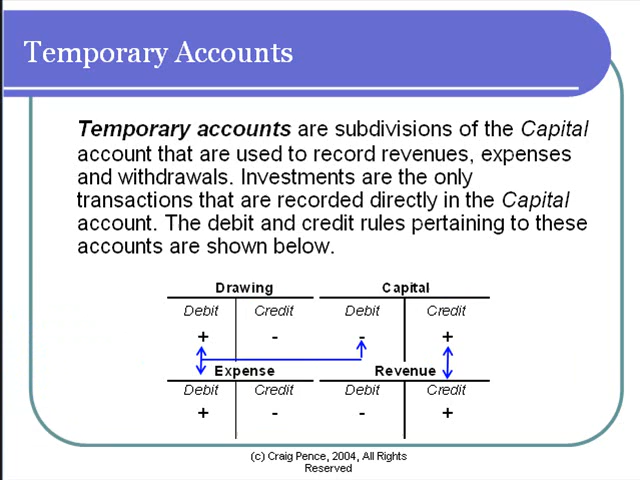 Temporary Accounts
Temporary accounts are subdivisions of the Capital
account that are used to record revenues, expenses
and withdrawals. Investments are the only
transactions that are recorded directly in the Capital
account. The debit and credit rules pertaining to these
accounts are shown below.
Drawing Capital
Debit Credit Debit Credit
+ - - +
Expense Revenue
Debit Credit Debit Credit
+ - - +
(c) Craig Pence, 2004, All Rights
Reserved